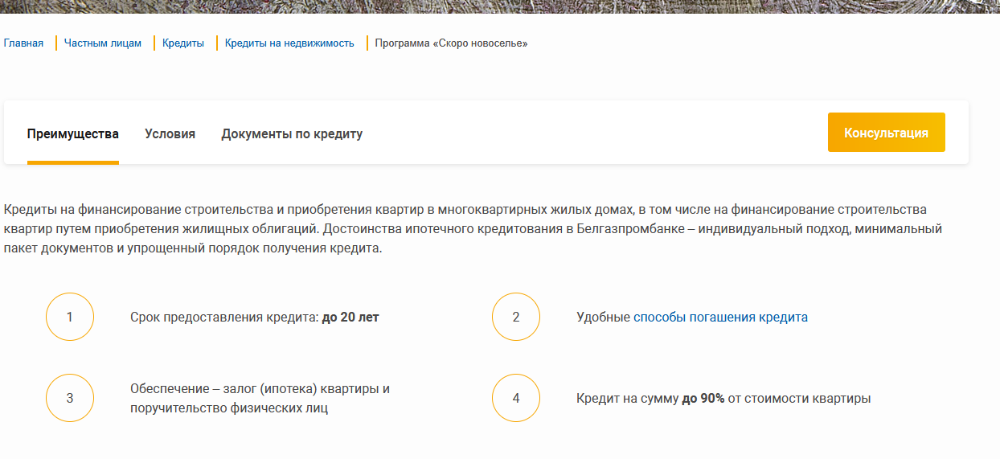 Главная
Частным лицам
Кредиты
Кредиты на недвижимость
Программа «Скоро новоселье»
Преимущества
Условия
Документы по кредиту
Консультация
Кредиты на финансирование строительства и приобретения квартир в многоквартирных жилых домах, в том числе на финансирование строительства
квартир путем приобретения жилищных облигаций. Достоинства ипотечного кредитования в Белгазпромбанке – индивидуальный подход, минимальный
пакет документов и упрощенный порядок получения кредита.
1
Срок предоставления кредита: до 20 лет
2
Удобные способы погашения кредита
3
Обеспечение – залог (ипотека) квартиры и
поручительство физических лиц
4
Кредит на сумму до 90% от стоимости квартиры